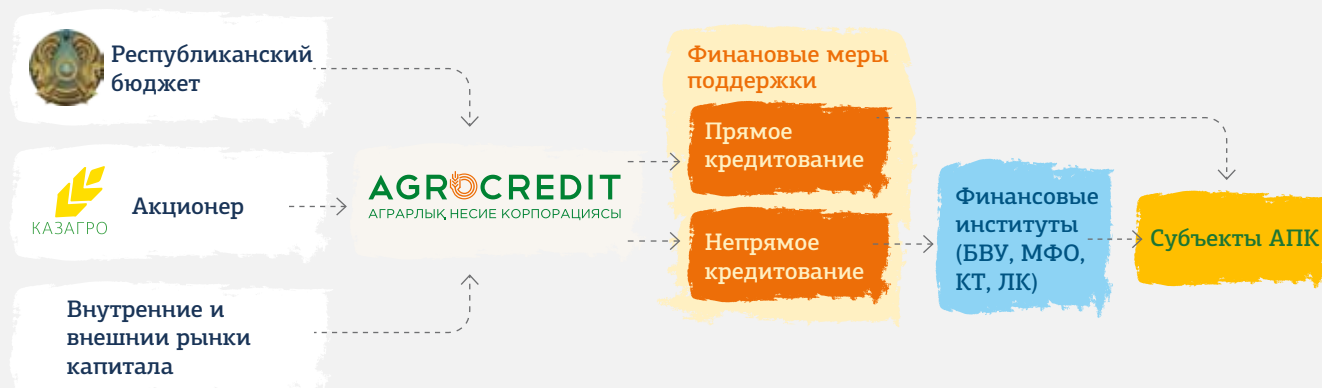 Республиканский
бюджет
КАЗАГРО
Акционер
Внутренние и
внешнии рынки
капитала
AGROCREDIT
АГРАРЛЫҚ НЕСИЕ КОРПОРАЦИЯСЫ
Финановые меры
поддержки
Прямое
кредитование
Непрямое
кредитование
Финансовые
институты
(БВУ, МФО,
КТ, ЛК)
Субъекты АПК